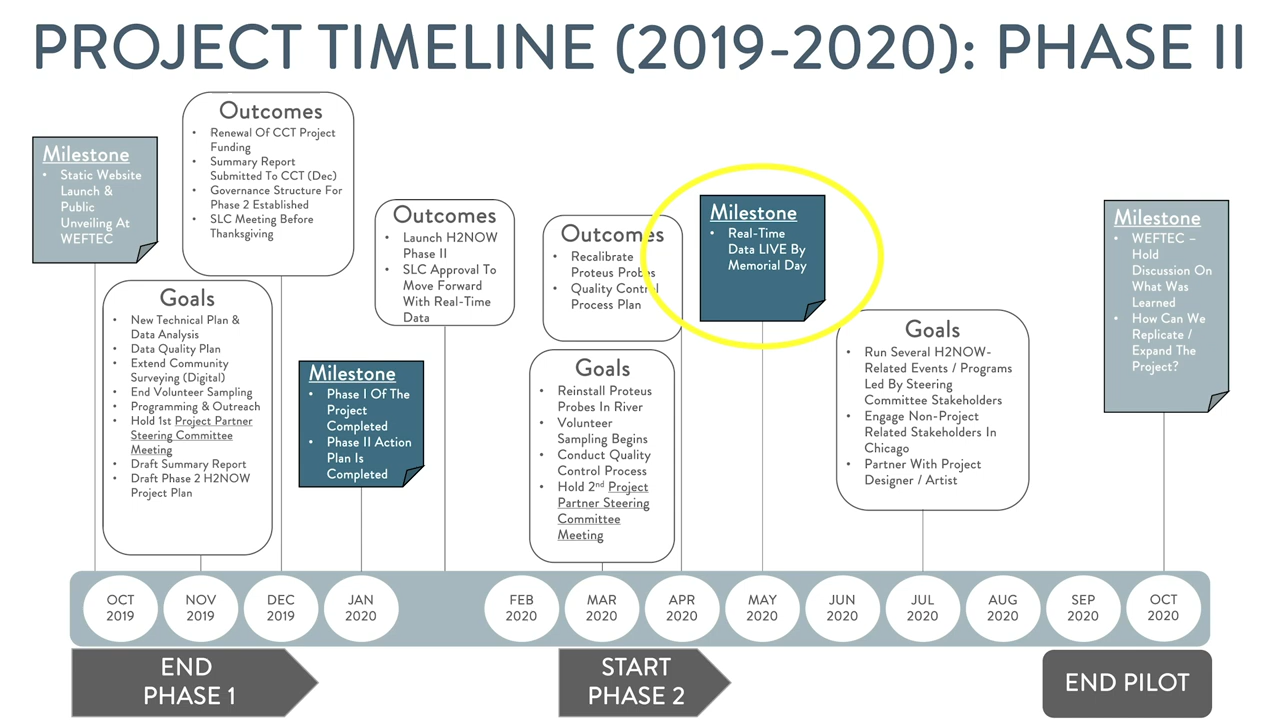 PROJECT TIMELINE (2019-2020): PHASE II
Milestone
• Static Website
Launch &
Public
Unveiling At
WEFTEC
Outcomes
• Renewal Of CCT Project
Funding
• Summary Report
Submitted To CCT (Dec)
• Governance Structure For
Phase 2 Established
• SLC Meeting Before
Thanksgiving
Goals
• New Technical Plan &
Data Analysis
• Data Quality Plan
• Extend Community
Surveying (Digital)
• End Volunteer Sampling
• Programming & Outreach
• Hold 1st Project Partner
Steering Committee
Meeting
• Draft Summary Report
• Draft Phase 2 H2NOW
Project Plan
Milestone
• Phase I Of The
Project
Completed
• Phase II Action
Plan Is
Completed
Outcomes
• Launch H2NOW
Phase II
• SLC Approval To
Move Forward
With Real-Time
Data
Outcomes
• Recalibrate
Proteus Probes
• Quality Control
Process Plan
Goals
• Reinstall Proteus
Probes In River
• Volunteer
Sampling Begins
• Conduct Quality
Control Process
• Hold 2nd Project
Partner Steering
Committee
Meeting
Milestone
• Real-Time
Data LIVE By
Memorial Day
Goals
• Run Several H2NOW-
Related Events / Programs
Led By Steering
Committee Stakeholders
• Engage Non-Project
Related Stakeholders In
Chicago
• Partner With Project
Designer / Artist
Milestone
• WEFTEC –
Hold
Discussion On
What Was
Learned
• How Can We
Replicate /
Expand The
Project?
OCT
2019
NOV
2019
DEC
2019
JAN
2020
FEB
2020
MAR
2020
APR
2020
MAY
2020
JUN
2020
JUL
2020
AUG
2020
SEP
2020
OCT
2020
END
PHASE 1
START
PHASE 2
END PILOT